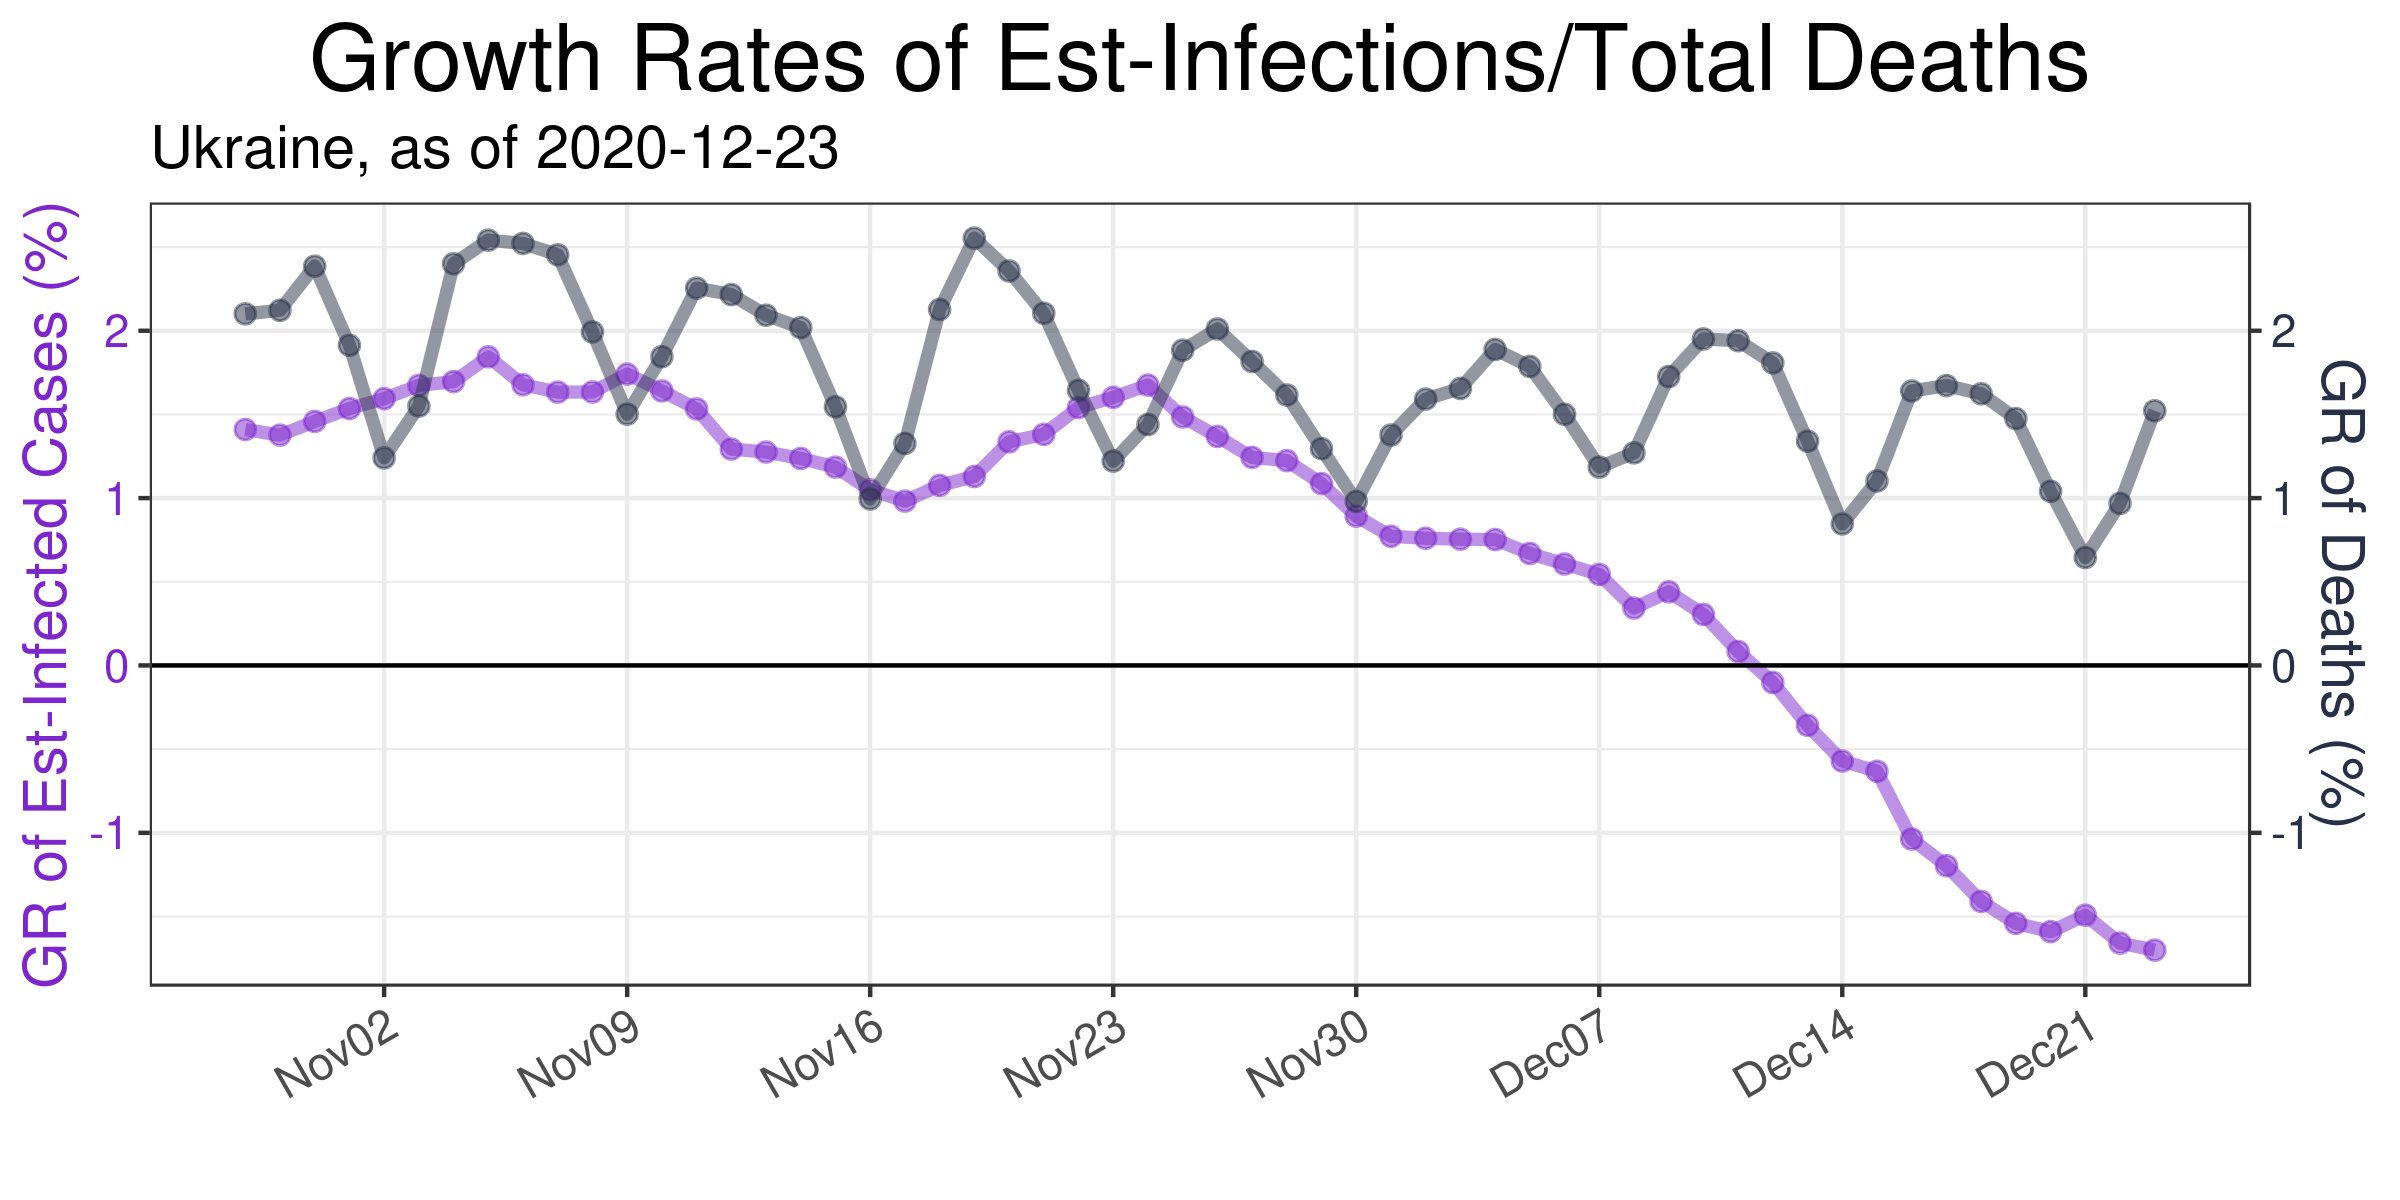 Growth Rates of Est-Infections/Total Deaths
Ukraine, as of 2020-12-23
GR of Est-Infected Cases (%)
2
1
0
-1
2
1
0
-1
GR of Deaths (%)
Nov02
Nov09
Nov16
Nov23
Nov30
Dec07
Dec14
Dec21